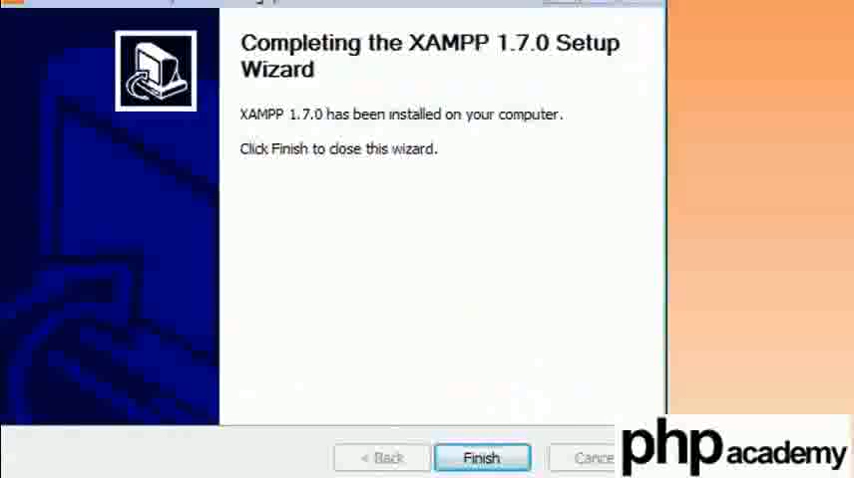 Completing the XAMPP 1.7.0 Setup
Wizard
XAMPP 1.7.0 has been installed on your computer.
Click Finish to close this wizard.
< Back
Finish
Cance
php academy